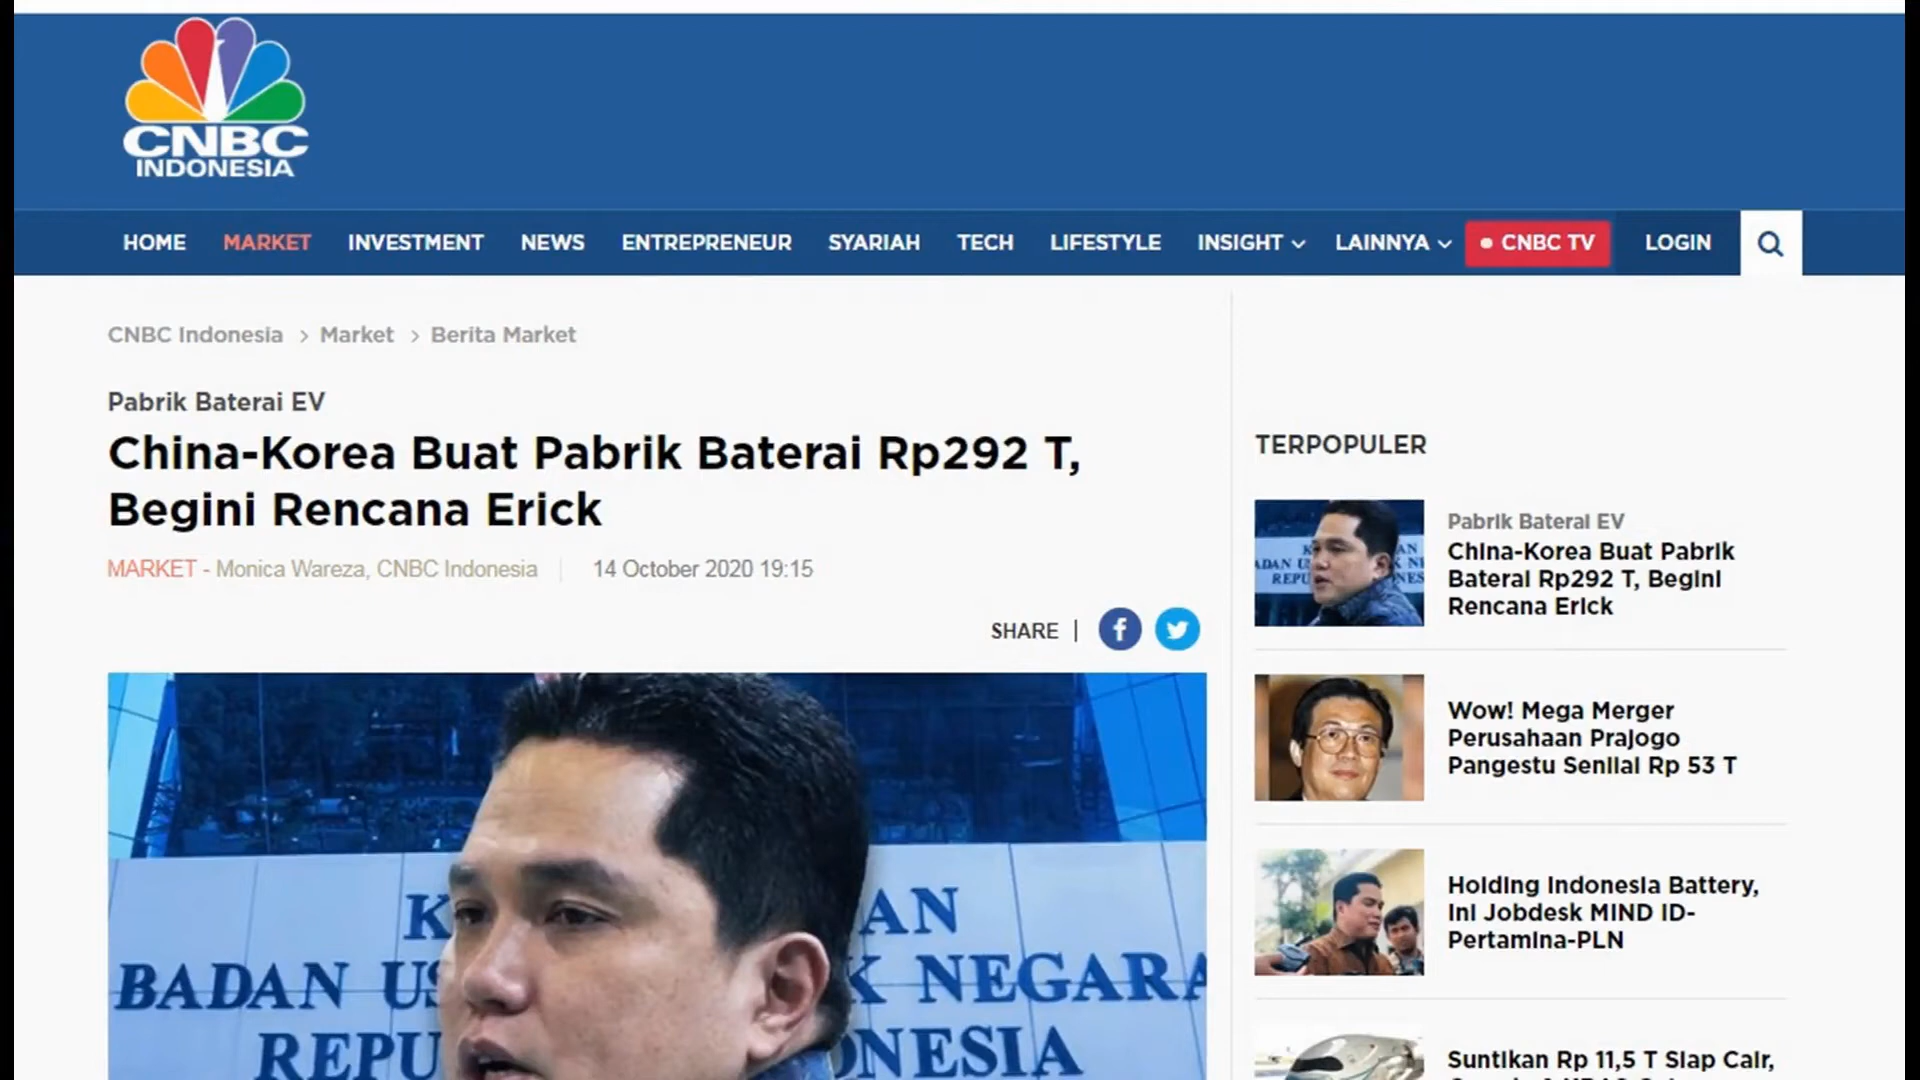 CNBC
INDONESIA
HOME MARKET INVESTMENT NEWS ENTREPRENEUR SYARIAH TECH LIFESTYLE INSIGHT LAINNYA CNBC TV LOGIN
CNBC Indonesia > Market > Berita Market
Pabrik Baterai EV
China-Korea Buat Pabrik Baterai Rp292 T,
Begini Rencana Erick
MARKET - Monica Wareza, CNBC Indonesia 14 October 2020 19:15
SHARE |
K AN
BADAN US K NEGARA
REPU ONESIA
TERPOPULER
Pabrik Baterai EV
China-Korea Buat Pabrik
Baterai Rp292 T, Begini
Rencana Erick
Wow! Mega Merger
Perusahaan Prajogo
Pangestu Senilai Rp 53 T
Holding Indonesia Battery,
Ini Jobdesk MIND ID-
Pertamina-PLN
Suntikan Rp 11,5 T Siap Cair,